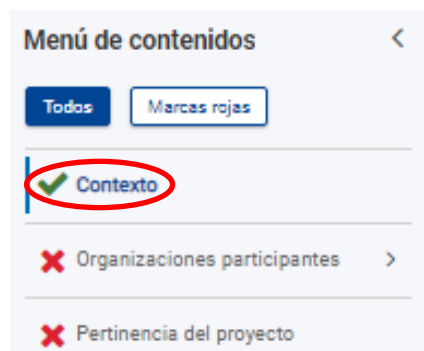 Menú de contenidos
Todos Marcas rojas
Contexto
Organizaciones participantes
Pertinencia del proyecto